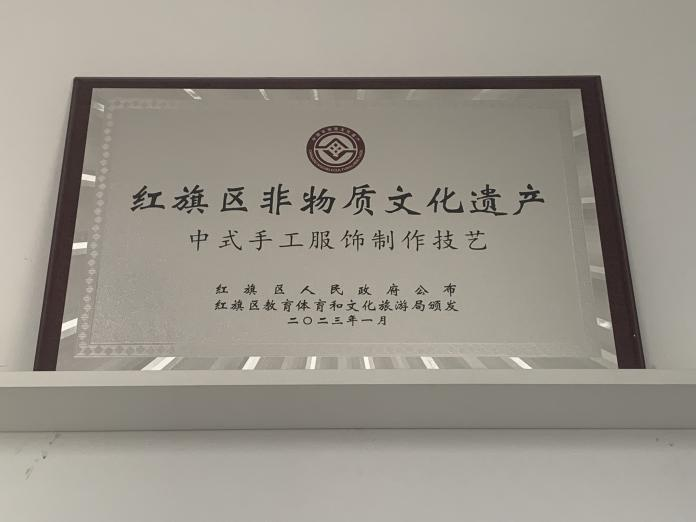 红旗区非物质文化遗产
中式手工服饰制作技艺
红旗区人民政府公布
红旗区教育体育和文化旅游局颁发
二〇二三年一月